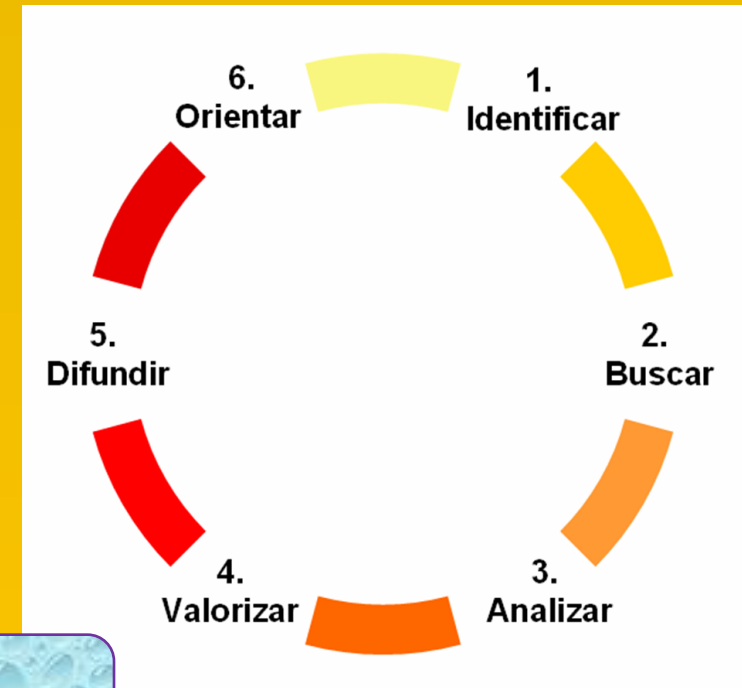 1.
Identificar
2.
Buscar
3.
Analizar
4.
Valorizar
5.
Difundir
6.
Orientar